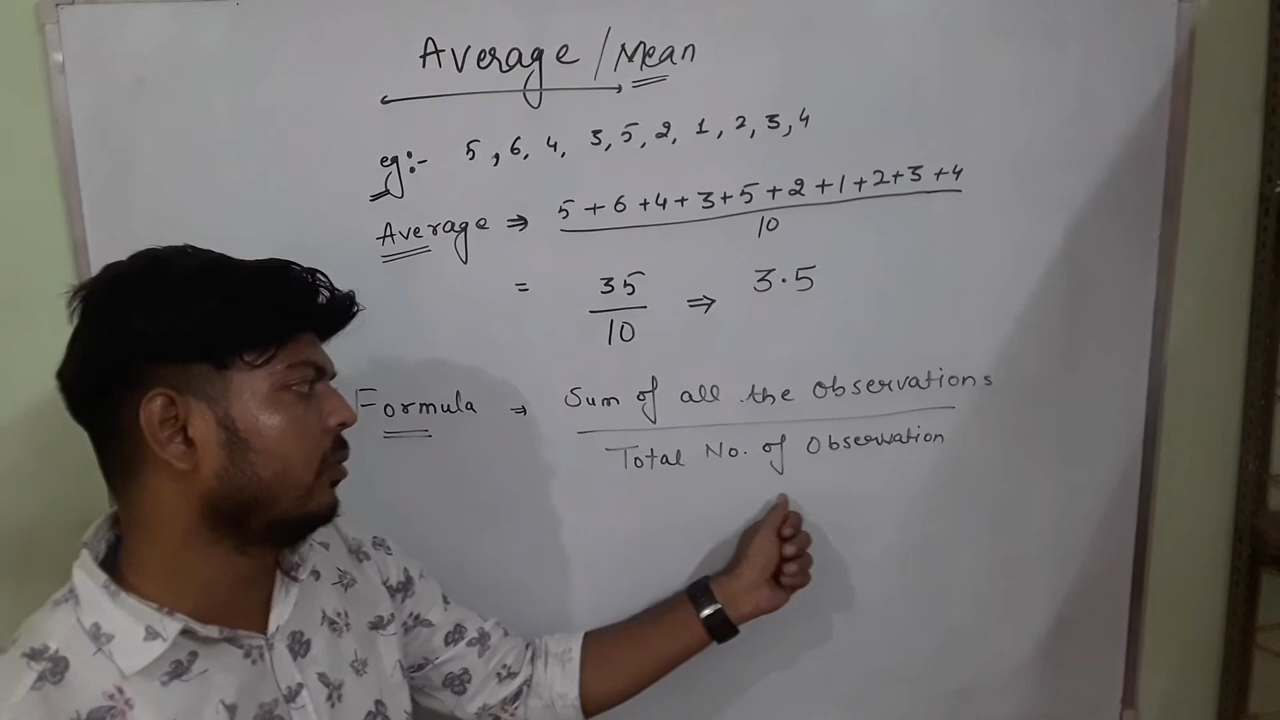 Average / Mean
eg:- 5, 6, 4, 3, 5, 2, 1, 2, 3, 4
Average ⇒ 5 + 6 + 4 + 3 + 5 + 2 + 1 + 2 + 3 + 4
10
= 35
10
⇒ 3.5
Formula → Sum of all the Observations
Total No. of Observation